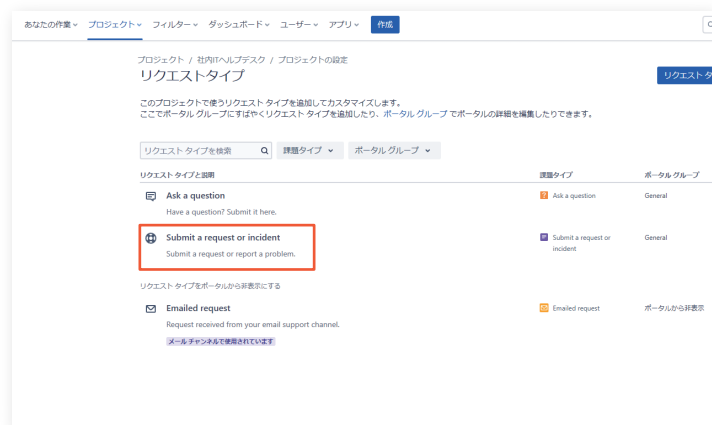 あなたの作業 プロジェクト フィルター ダッシュボード ユーザー アプリ 作成
プロジェクト / 社内ITヘルプデスク / プロジェクトの設定
リクエストタイプ
リクエスト タ
このプロジェクトで使うリクエスト タイプを追加してカスタマイズします。
ここでポータル グループにすばやくリクエスト タイプを追加したり、ポータル グループ でポータルの詳細を編集したりできます。
リクエスト タイプを検索 課題タイプ ポータル グループ
リクエスト タイプと説明 課題タイプ ポータル グループ
Ask a question Ask a question General
Have a question? Submit it here.
Submit a request or incident Submit a request or incident General
Submit a request or report a problem.
リクエスト タイプをポータルから非表示にする
Emailed request Emailed request ポータルから非表示
Request received from your email support channel.
メール チャンネルで使用されています